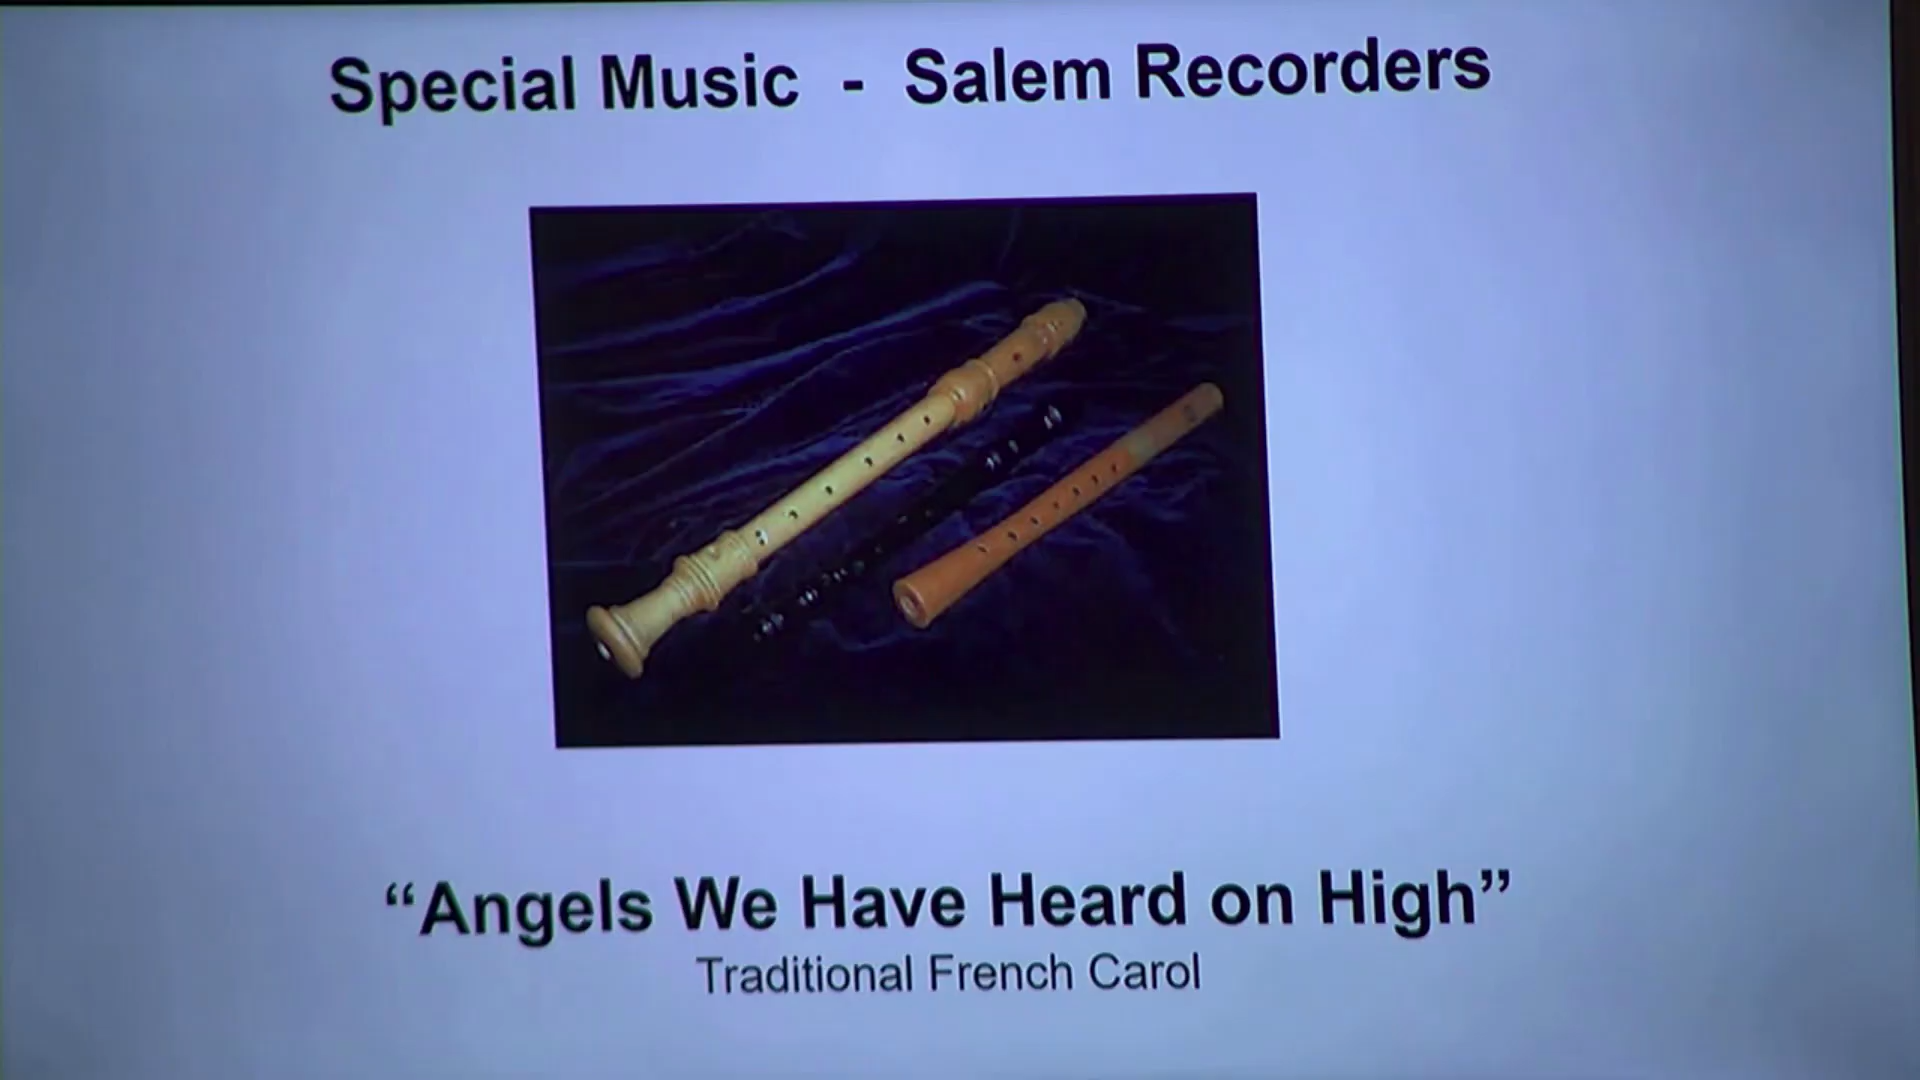 Special Music - Salem Recorders
“Angels We Have Heard on High”
Traditional French Carol